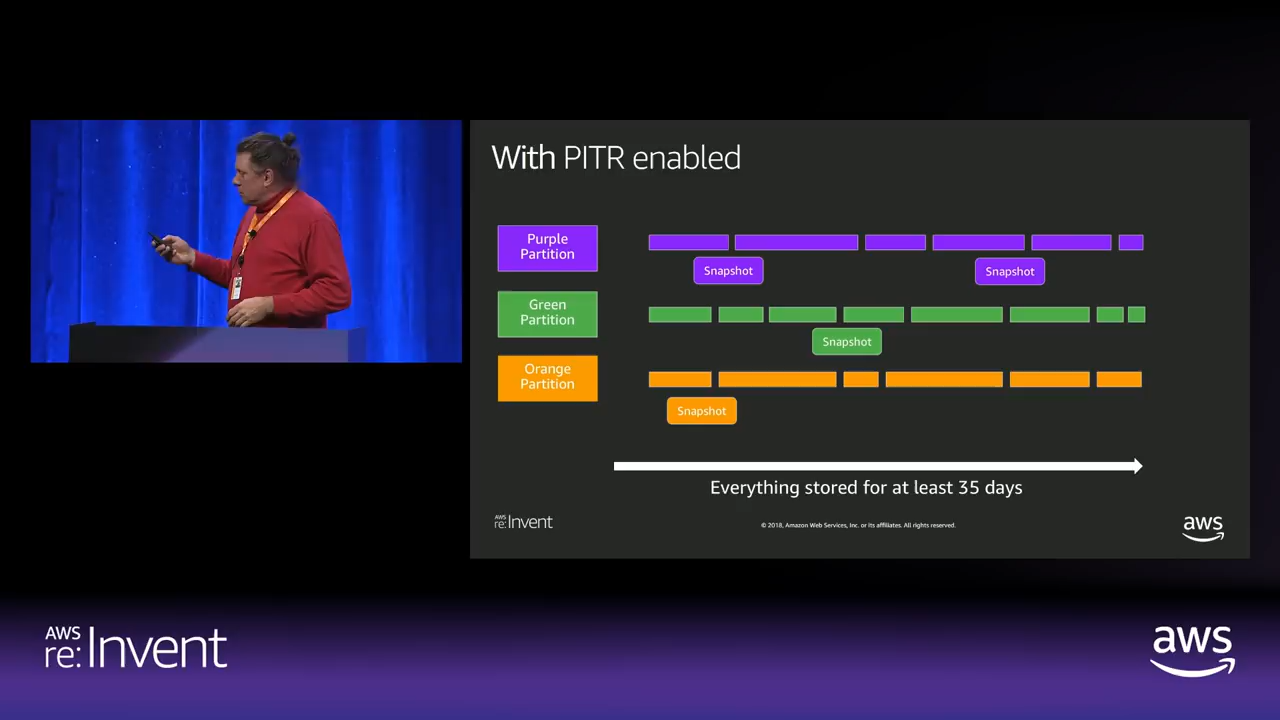 With PITR enabled
Purple
Partition
Snapshot
Snapshot
Green
Partition
Snapshot
Orange
Partition
Snapshot
Everything stored for at least 35 days
AWS
re:Invent
© 2018, Amazon Web Services, Inc. or its affiliates. All rights reserved.
aws
AWS
re:Invent
aws